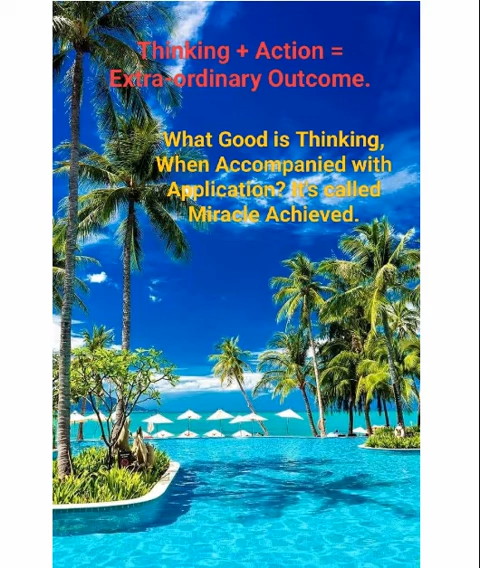 Thinking + Action =
Extra-ordinary Outcome.
What Good is Thinking,
When Accompanied with
Application? It's called
Miracle Achieved.